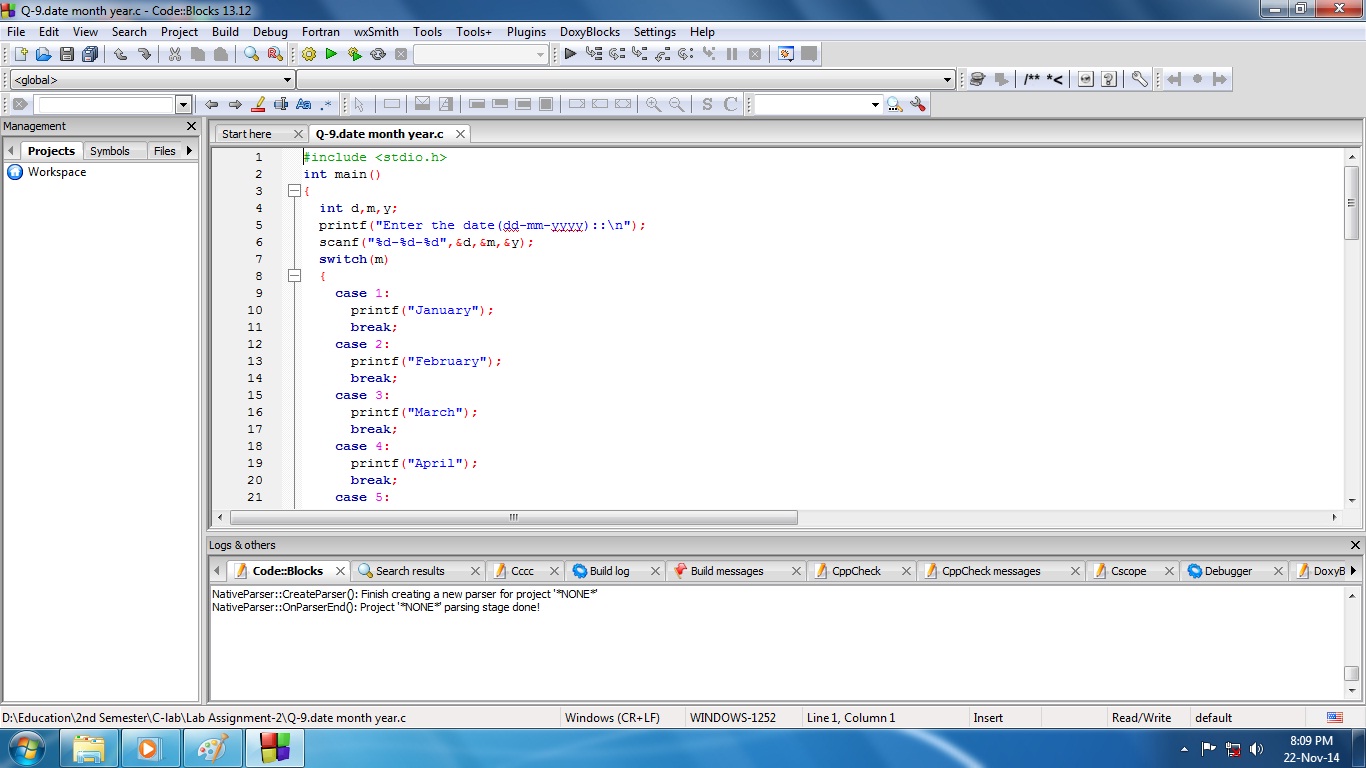 Q-9.date month year.c - Code::Blocks 13.12
File Edit View Search Project Build Debug Fortran wxSmith Tools Tools+ Plugins DoxyBlocks Settings Help
<global>
/** *<
Aa .*
S C
Management
Projects Symbols Files
Workspace
Start here Q-9.date month year.c
1 #include <stdio.h>
2 int main()
3 {
4 int d,m,y;
5 printf("Enter the date(dd-mm-yyyy)::\n");
6 scanf("%d-%d-%d",&d,&m,&y);
7 switch(m)
8 {
9 case 1:
10 printf("January");
11 break;
12 case 2:
13 printf("February");
14 break;
15 case 3:
16 printf("March");
17 break;
18 case 4:
19 printf("April");
20 break;
21 case 5:
Logs & others
Code::Blocks Search results Cccc Build log Build messages CppCheck CppCheck messages Cscope Debugger DoxyB
NativeParser::CreateParser(): Finish creating a new parser for project '*NONE*'
NativeParser::OnParserEnd(): Project '*NONE*' parsing stage done!
D:\Education\2nd Semester\C-lab\Lab Assignment-2\Q-9.date month year.c Windows (CR+LF) WINDOWS-1252 Line 1, Column 1 Insert Read/Write default
8:09 PM
22-Nov-14